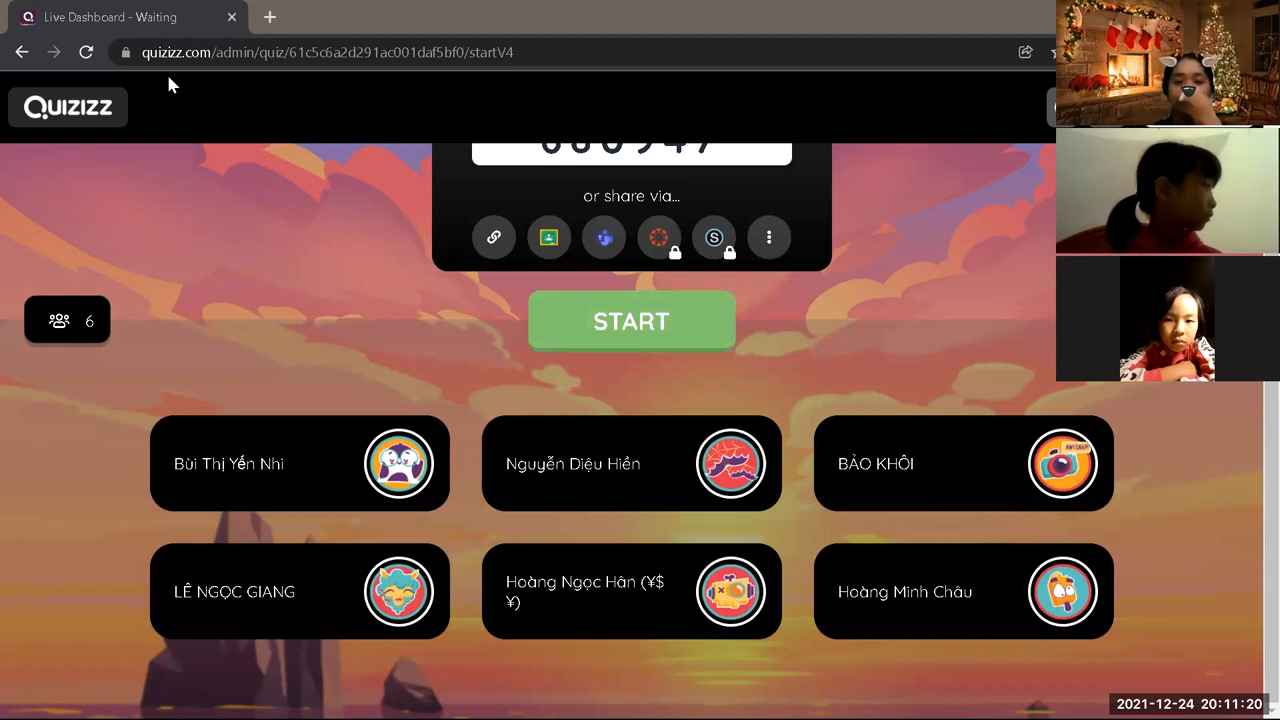 Live Dashboard - Waiting
quizizz.com/admin/quiz/61c5c6a2d291ac001daf5bf0/startV4
QUIZIZZ
or share via...
S
6
START
Bùi Thị Yến Nhi
Nguyễn Diệu Hiền
BẢO KHÔI
LÊ NGỌC GIANG
Hoàng Ngọc Hân (¥$
¥)
Hoàng Minh Châu
2021-12-24 20:11:20